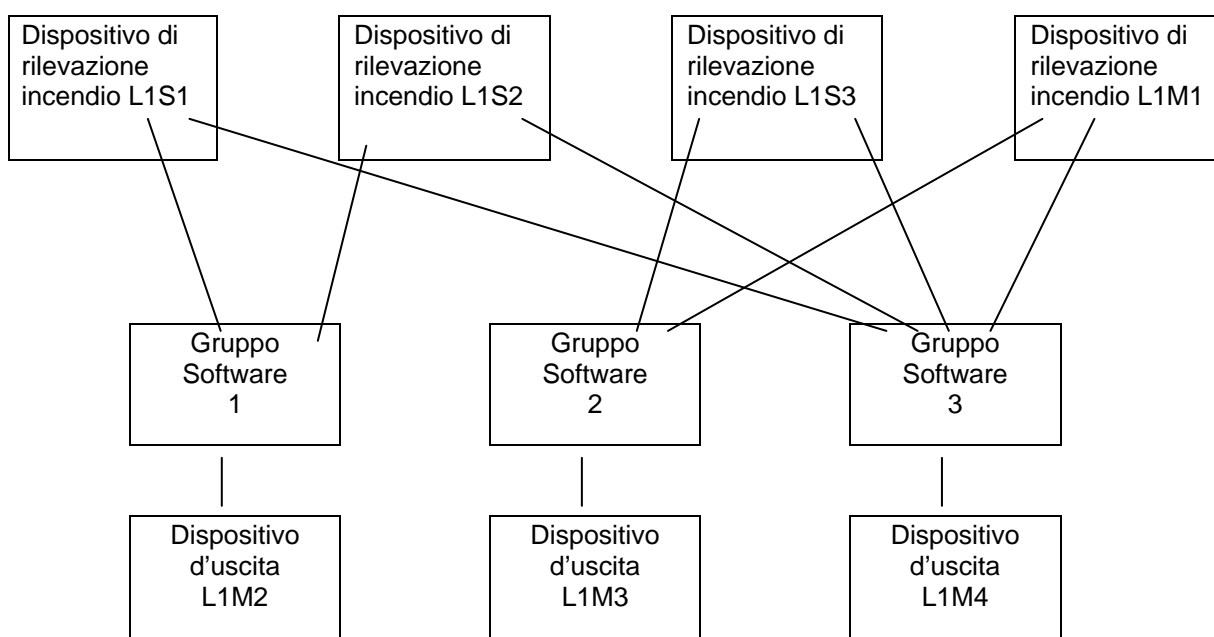 Dispositivo di
rilevazione
incendio L1S1
Dispositivo di
rilevazione
incendio L1S2
Dispositivo di
rilevazione
incendio L1S3
Dispositivo di
rilevazione
incendio L1M1
Gruppo
Software
1
Gruppo
Software
2
Gruppo
Software
3
Dispositivo
d'uscita
L1M2
Dispositivo
d'uscita
L1M3
Dispositivo
d'uscita
L1M4